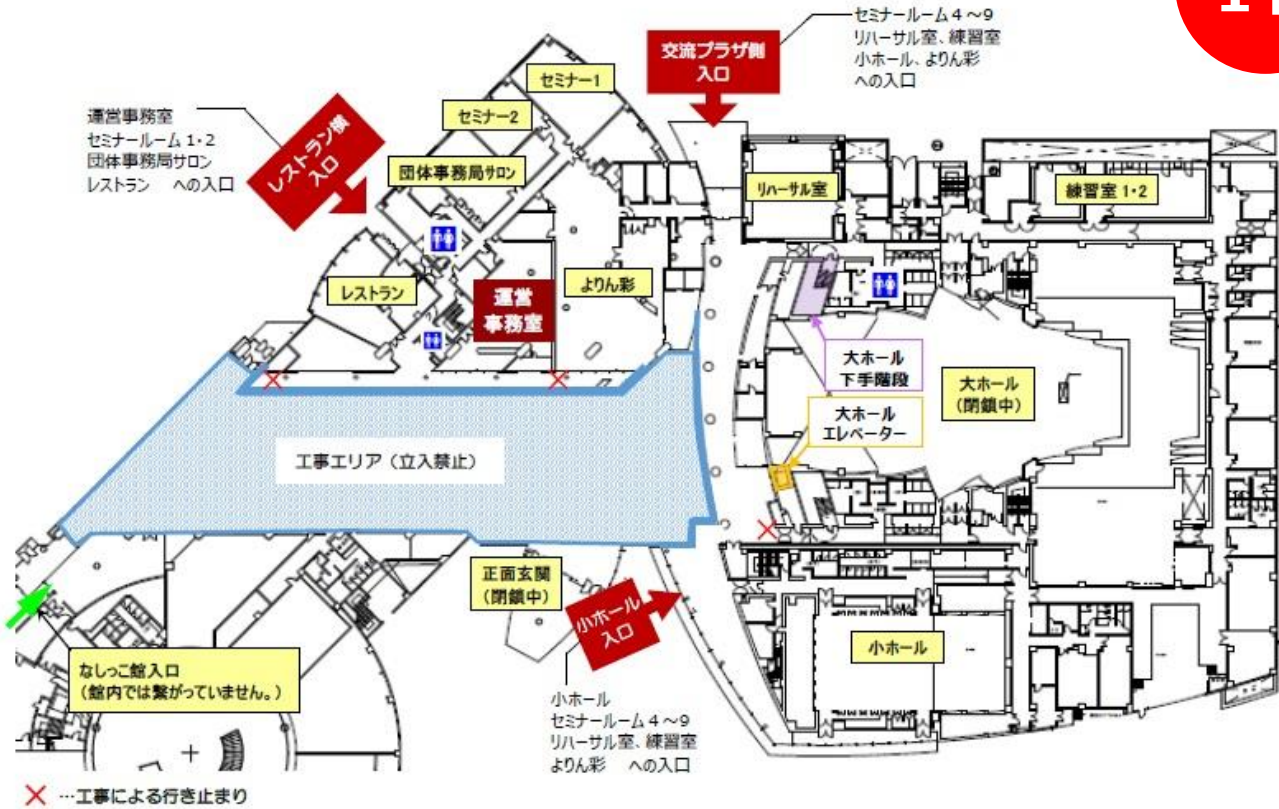 セミナールーム４～９
リハーサル室、練習室
小ホール、よりん彩
への入口
交流プラザ側
入口
セミナー1
セミナー2
運営事務室
セミナールーム 1・2
団体事務局サロン
レストラン　への入口
レストラン横
入口
団体事務局サロン
リハーサル室
練習室 1・2
レストラン
運営
事務室
よりん彩
大ホール
下手階段
大ホール
(閉鎖中)
大ホール
エレベーター
工事エリア（立入禁止）
正面玄関
(閉鎖中)
小ホール
入口
小ホール
なしっこ館入口
（館内では繋がっていません。）
小ホール
セミナールーム４～９
リハーサル室、練習室
よりん彩　への入口
× …工事による行き止まり